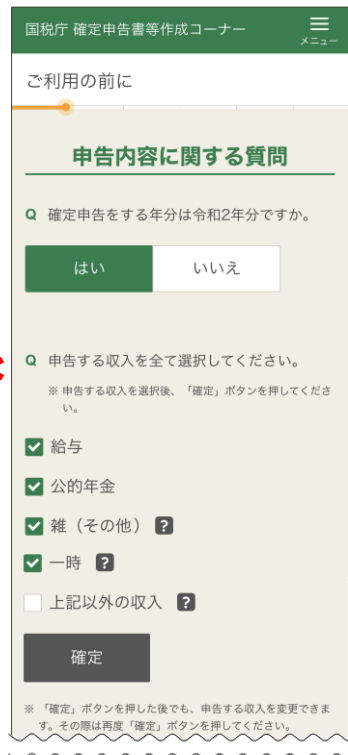 国税庁 確定申告書等作成コーナー
メニュー
ご利用の前に
申告内容に関する質問
Q 確定申告をする年分は令和2年分ですか。
はい いいえ
Q 申告する収入を全て選択してください。
※ 申告する収入を選択後、「確定」ボタンを押してくださ
い。
給与
公的年金
雑（その他） ?
一時 ?
上記以外の収入 ?
確定
※ 「確定」ボタンを押した後でも、申告する収入を変更できま
す。その際は再度「確定」ボタンを押してください。